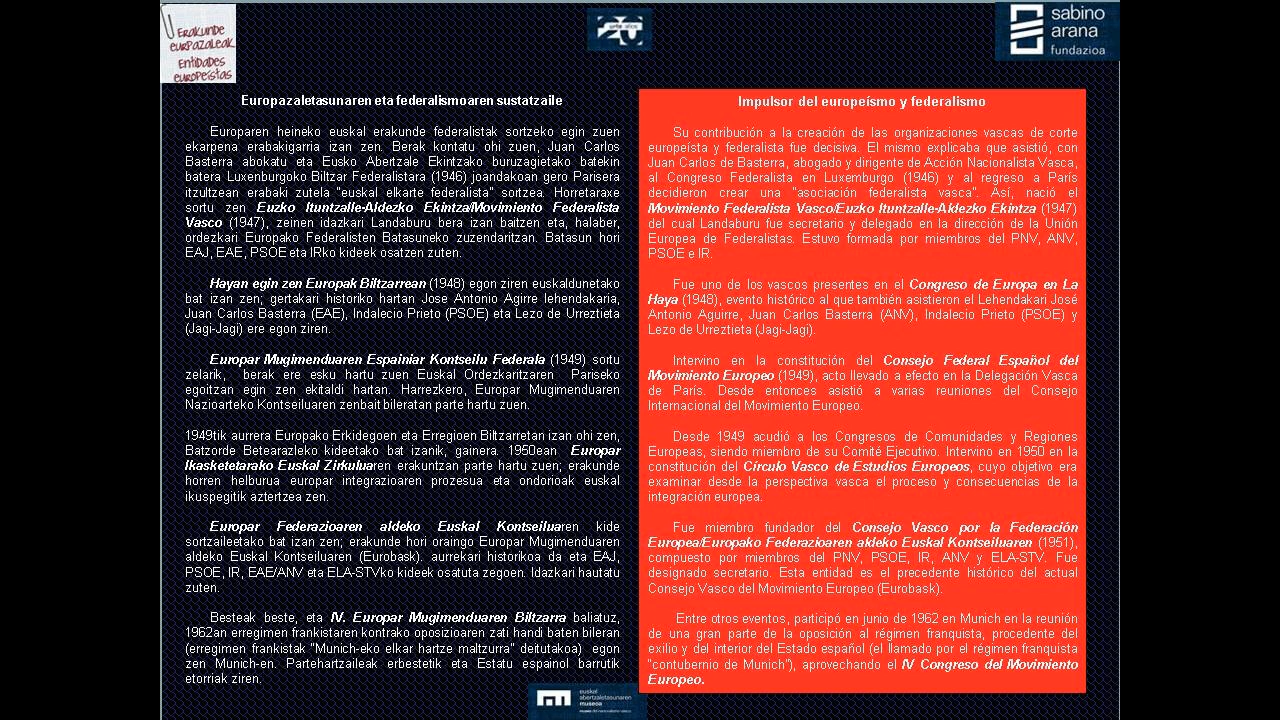 Erakunde
eurpazaleak
Entidades
europeistas
sabino
arana
fundazioa
Europazaletasunaren eta federalismoaren sustatzaile
Europaren heineko euskal erakunde federalistak sortzeko egin zuen
ekarpena erabakigarria izan zen. Berak kontatu ohi zuen, Juan Carlos
Basterra abokatu eta Eusko Abertzale Ekintzako buruzagietako batekin
batera Luxenburgoko Biltzar Federalistara (1946) joandakoan gero Parisera
itzultzean erabaki zutela "euskal elkarte federalista" sortzea. Horretaraxe
sortu zen Euzko Ituntzalle-Aldezko Ekintza/Movimiento Federalista
Vasco (1947) zeinen idazkari Landaburu bera izan baitzen eta, halaber,
ordezkari Europako Federalisten Batasuneko zuzendaritzan. Batasun hori
EAJ, EAE, PSOE eta IRko kideek osatzen zuten.
Hayan egin zen Europak Biltzarrean (1948) egon ziren euskaldunetako
bat izan zen; gertaera historiko hartan Jose Antonio Agirre lehendakaria,
Juan Carlos Basterra (EAE), Indalecio Prieto (PSOE) eta Lezo de Urreztieta
(Jagi-Jagi) ere egon ziren.
Europar Mugimenduaren Espainiar Kontseilu Federala (1949) sortu
zelarik, berak ere esku hartu zuen Euskal Ordezkaritzaren Pariseko
egoitzan egin zen ekitaldi hartan. Harrezkero, Europar Mugimenduaren
Nazioarteko Kontseiluaren zenbait bileratan parte hartu zuen.
1949tik aurrera Europako Erkidegoen eta Erregioen Biltzarretan izan ohi zen,
Batzorde Betearazleko kideetako bat izanik; gainera, 1950ean Europar
Ikasketetarako Euskal Zirkuluaren erakuntzan parte hartu zuen, erakunde
horren helburua Europar integrazioaren prozesua eta ondorioak euskal
ikuspegitik aztertzea zen.
Europar Federazioaren aldeko Euskal Kontseiluaren kide
sortzaileetako bat izan zen; erakunde hori oraingo Europar Mugimenduaren
aldeko Euskal Kontseiluaren (Eurobask). aurrekari historikoa da eta EAJ,
PSOE, IR, EAE/ANV eta ELA-STVko kideek osatuta zegoen. Idazkari hautatu
zuten.
Besteak beste, eta IV. Europar Mugimenduaren Biltzarra baliatuz,
1962an erregimen frankistaren kontrako oposizioaren zati handi baten bileran
(erregimen frankistak "Munich-eko elkar hartze maltzurra" deitutakoa) egon
zen Munich-en. Partehartzaileak erbestetik eta Estatu espainol barrutik
etorriak ziren.
Impulsor del europeísmo y federalismo
Su contribución a la creación de las organizaciones vascas de corte
europeísta y federalista fue decisiva. El mismo explicaba que asistió, con
Juan Carlos de Basterra, abogado y dirigente de Acción Nacionalista Vasca,
al Congreso Federalista en Luxemburgo (1946) y al regreso a París
decidieron crear una "asociación federalista vasca". Así, nació el
Movimiento Federalista Vasco/Euzko Ituntzalle-Aldezko Ekintza (1947)
del cual Landaburu fue secretario y delegado en la dirección de la Unión
Europea de Federalistas. Estuvo formada por miembros del PNV, ANV,
PSOE e IR.
Fue uno de los vascos presentes en el Congreso de Europa en La
Haya (1948), evento histórico al que también asistieron el Lehendakari José
Antonio Aguirre, Juan Carlos Basterra (ANV), Indalecio Prieto (PSOE) y
Lezo de Urreztieta (Jagi-Jagi).
Intervino en la constitución del Consejo Federal Español del
Movimiento Europeo (1949), acto llevado a efecto en la Delegación Vasca
de París. Desde entonces asistió a varias reuniones del Consejo
Internacional del Movimiento Europeo.
Desde 1949 acudió a los Congresos de Comunidades y Regiones
Europeas, siendo miembro de su Comité Ejecutivo. Intervino en 1950 en la
constitución del Círculo Vasco de Estudios Europeos, cuyo objetivo era
examinar desde la perspectiva vasca el proceso y consecuencias de la
integración europea.
Fue miembro fundador del Consejo Vasco por la Federación
Europea/Europako Federazioaren aldeko Euskal Kontseiluaren (1951),
compuesto por miembros del PNV, PSOE, IR, ANV y ELA-STV. Fue
designado secretario. Esta entidad es el precedente histórico del actual
Consejo Vasco del Movimiento Europeo (Eurobask).
Entre otros eventos, participó en junio de 1962 en Munich en la reunión
de una gran parte de la oposición al régimen franquista, procedente del
exilio y del interior del Estado español (el llamado por el régimen franquista
"contubernio de Munich"), aprovechando el IV Congreso del Movimiento
Europeo.
euskal
abertzaletasunaren
museoa
museo del nacionalismo vasco